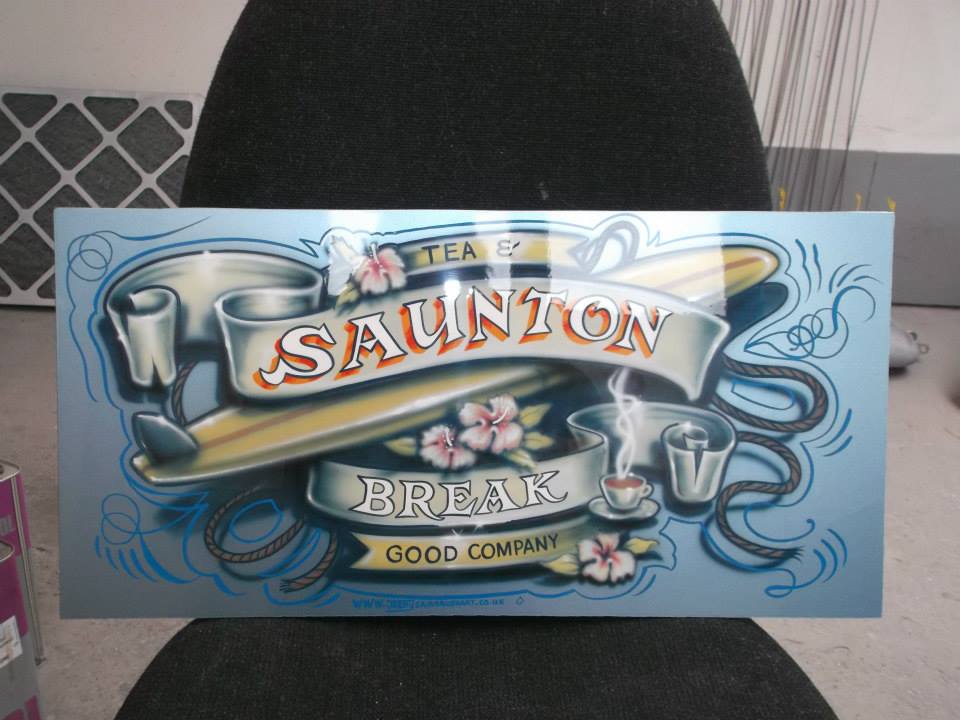 TEA &
SAUNTON
BREAK
GOOD COMPANY